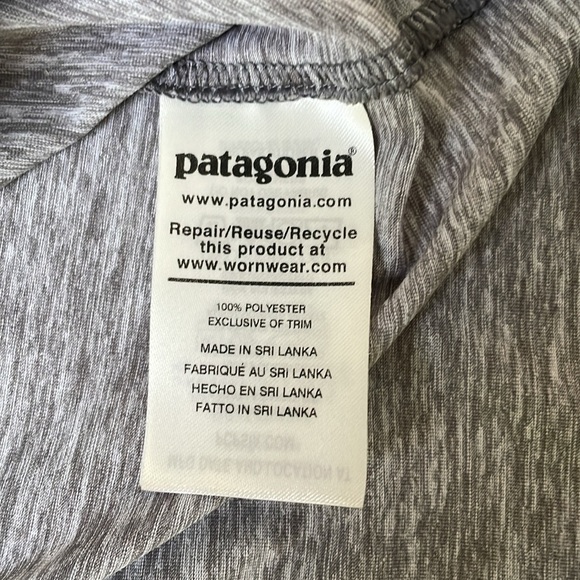 patagonia®
www.patagonia.com
Repair/Reuse/Recycle
this product at
www.wornwear.com
100% POLYESTER
EXCLUSIVE OF TRIM
MADE IN SRI LANKA
FABRIQUÉ AU SRI LANKA
HECHO EN SRI LANKA
FATTO IN SRI LANKA